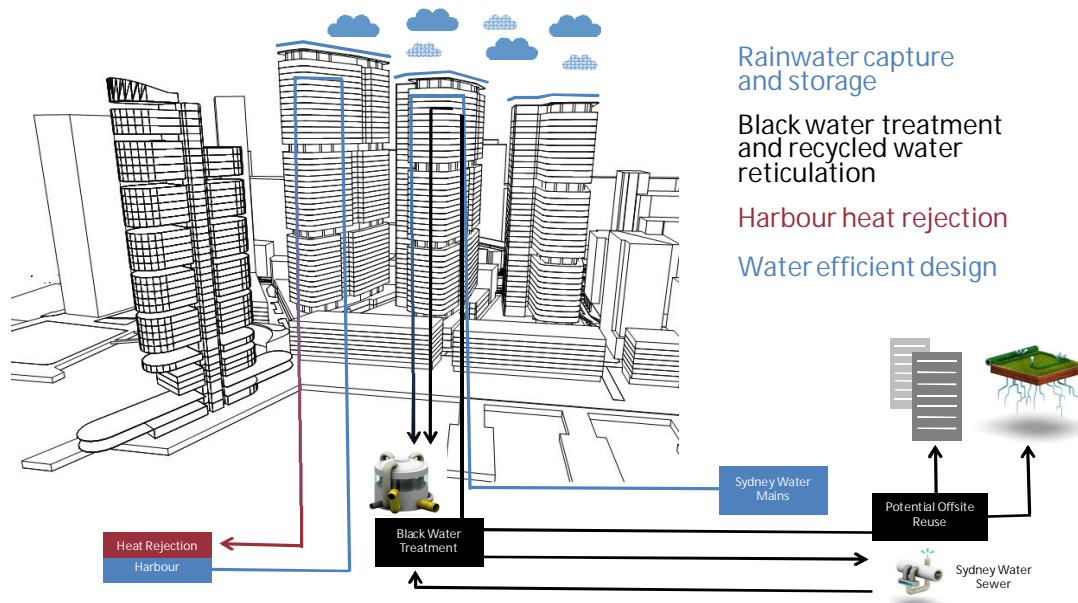 Rainwater capture
and storage
Black water treatment
and recycled water
reticulation
Harbour heat rejection
Water efficient design
Sydney Water
Mains
Potential Offsite
Reuse
Black Water
Treatment
Heat Rejection
Harbour
Sydney Water
Sewer